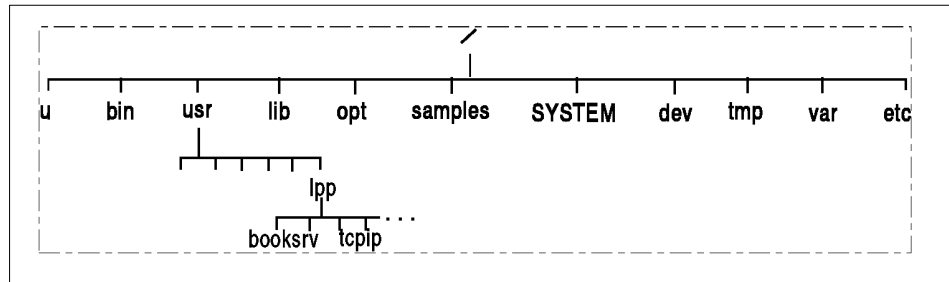 /
u bin usr lib opt samples SYSTEM dev tmp var etc
lpp
booksrv tcpip ...